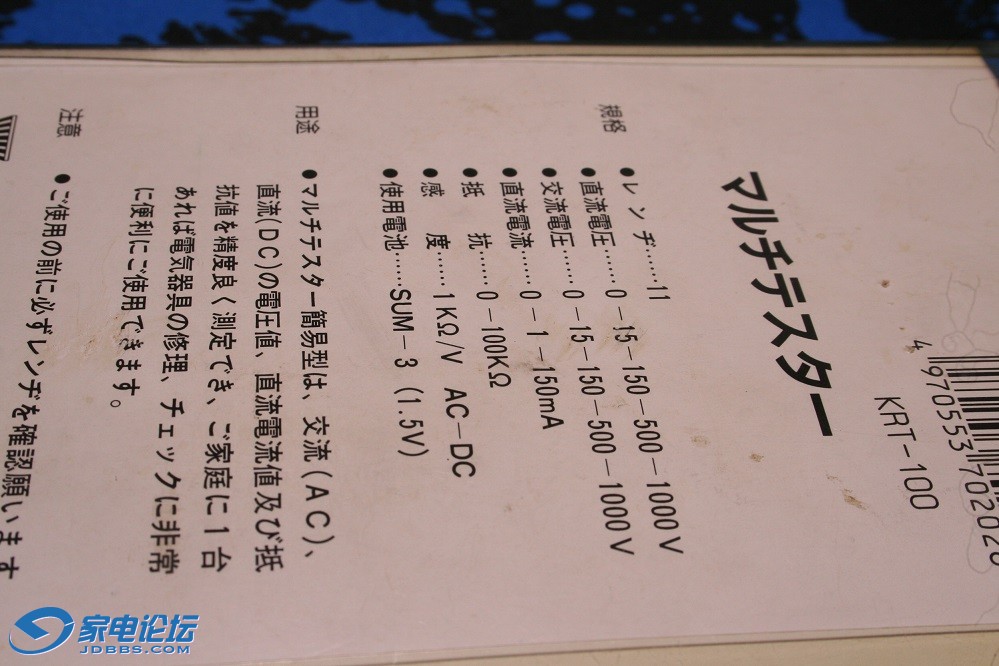 4 970553 702028
KRT-100
マルチテスター
規格
●レンヂ……11
●直流電圧……0-15-150-500-1000V
●交流電圧……0-15-150-500-1000V
●直流電流……0-1-150mA
●抵　抗……0-100KΩ
●感　度……1KΩ/V AC-DC
●使用電池……SUM-3 (1.5V)
用途
●マルチテスター簡易型は、交流(AC)、
直流(DC)の電圧値、直流電流値及び抵
抗値を精度良く測定でき、ご家庭に1台
あれば電気器具の修理、チェックに非常
に便利にご使用できます。
注意
●ご使用の前に必ずレンヂを確認願います
家电论坛
JDBBS.COM